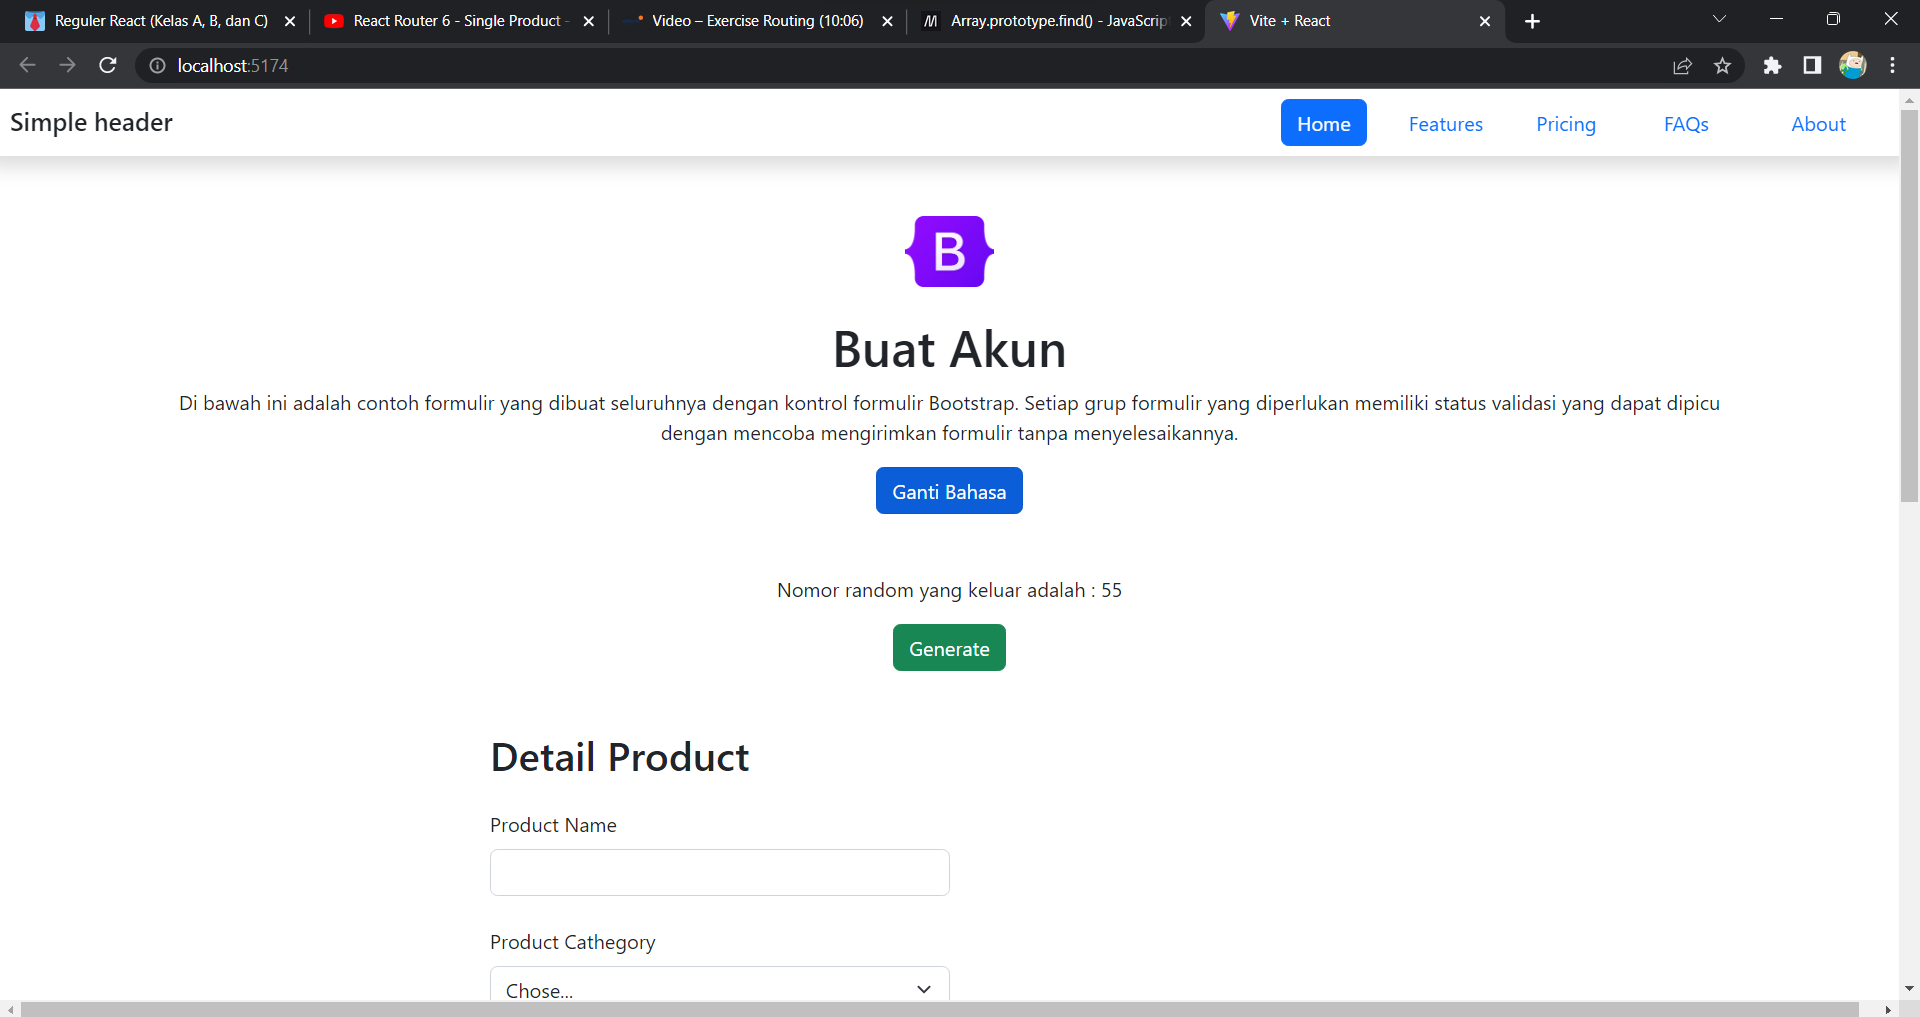 Reguler React (Kelas A, B, dan C)
React Router 6 - Single Product -
Video – Exercise Routing (10:06)
Array.prototype.find() - JavaScrip
Vite + React
localhost:5174
Simple header
Home
Features
Pricing
FAQs
About
B
Buat Akun
Di bawah ini adalah contoh formulir yang dibuat seluruhnya dengan kontrol formulir Bootstrap. Setiap grup formulir yang diperlukan memiliki status validasi yang dapat dipicu
dengan mencoba mengirimkan formulir tanpa menyelesaikannya.
Ganti Bahasa
Nomor random yang keluar adalah : 55
Generate
Detail Product
Product Name
Product Cathegory
Chose...